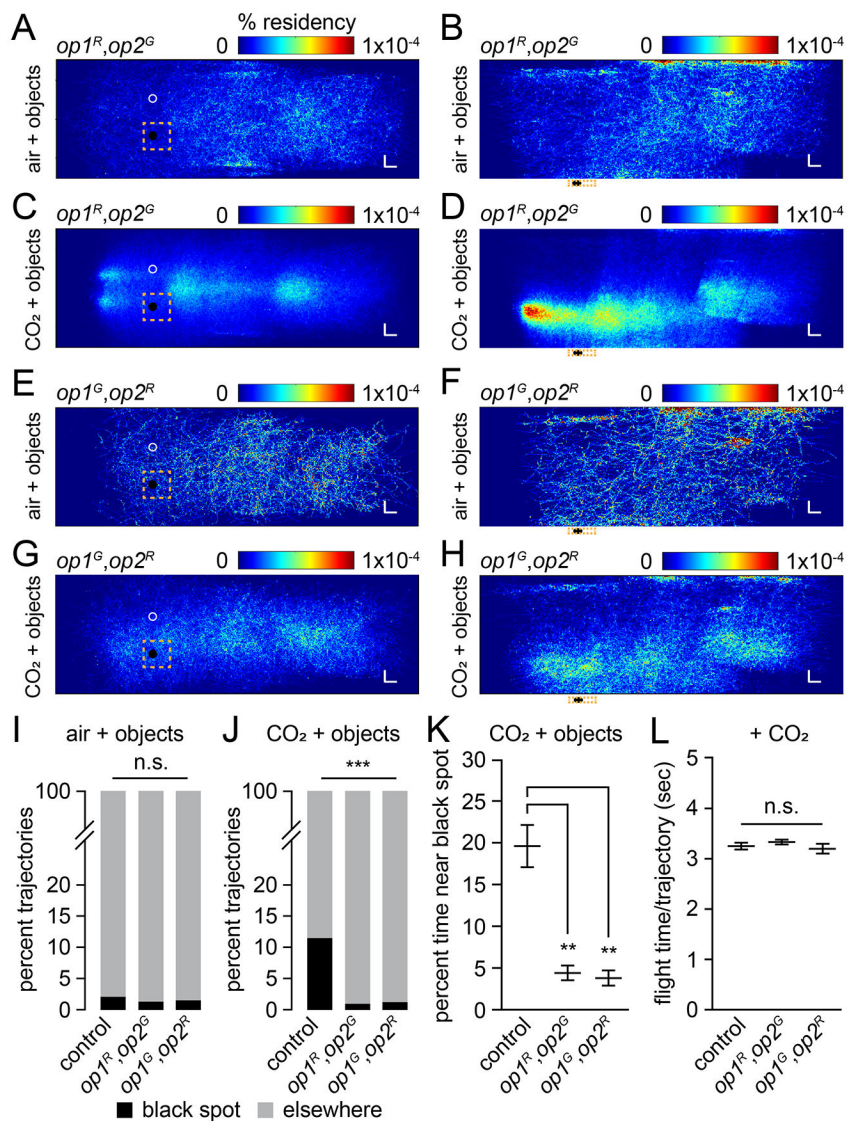 A % residency
op1ᴿ,op2ᴳ 0 1x10⁻⁴
air + objects
B
op1ᴿ,op2ᴳ 0 1x10⁻⁴
air + objects
C
op1ᴿ,op2ᴳ 0 1x10⁻⁴
CO₂ + objects
D
op1ᴿ,op2ᴳ 0 1x10⁻⁴
CO₂ + objects
E
op1ᴳ,op2ᴿ 0 1x10⁻⁴
air + objects
F
op1ᴳ,op2ᴿ 0 1x10⁻⁴
air + objects
G
op1ᴳ,op2ᴿ 0 1x10⁻⁴
CO₂ + objects
H
op1ᴳ,op2ᴿ 0 1x10⁻⁴
CO₂ + objects
I air + objects
n.s.
percent trajectories
100
20
15
10
5
0
control
op1ᴿ,op2ᴳ
op1ᴳ,op2ᴿ
J CO₂ + objects
***
percent trajectories
100
20
15
10
5
0
control
op1ᴿ,op2ᴳ
op1ᴳ,op2ᴿ
black spot elsewhere
K CO₂ + objects
percent time near black spot
30
25
20
15
10
5
0
** **
control
op1ᴿ,op2ᴳ
op1ᴳ,op2ᴿ
L + CO₂
flight time/trajectory (sec)
5
4
3
2
1
0
n.s.
control
op1ᴿ,op2ᴳ
op1ᴳ,op2ᴿ